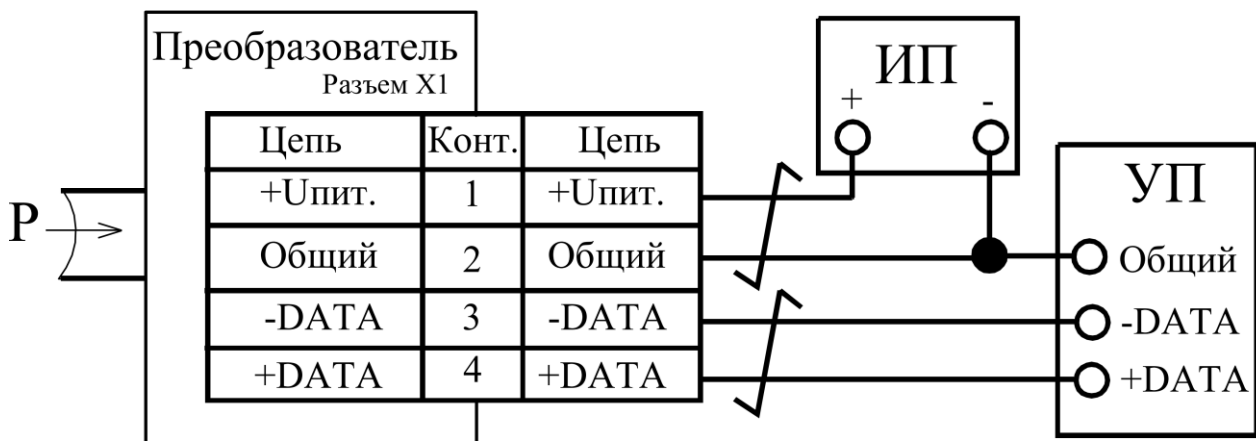 Преобразователь
Разъем X1
Цепь Конт. Цепь
+Uпит. 1 +Uпит.
Общий 2 Общий
-DATA 3 -DATA
+DATA 4 +DATA
P
ИП
+ -
УП
Общий
-DATA
+DATA